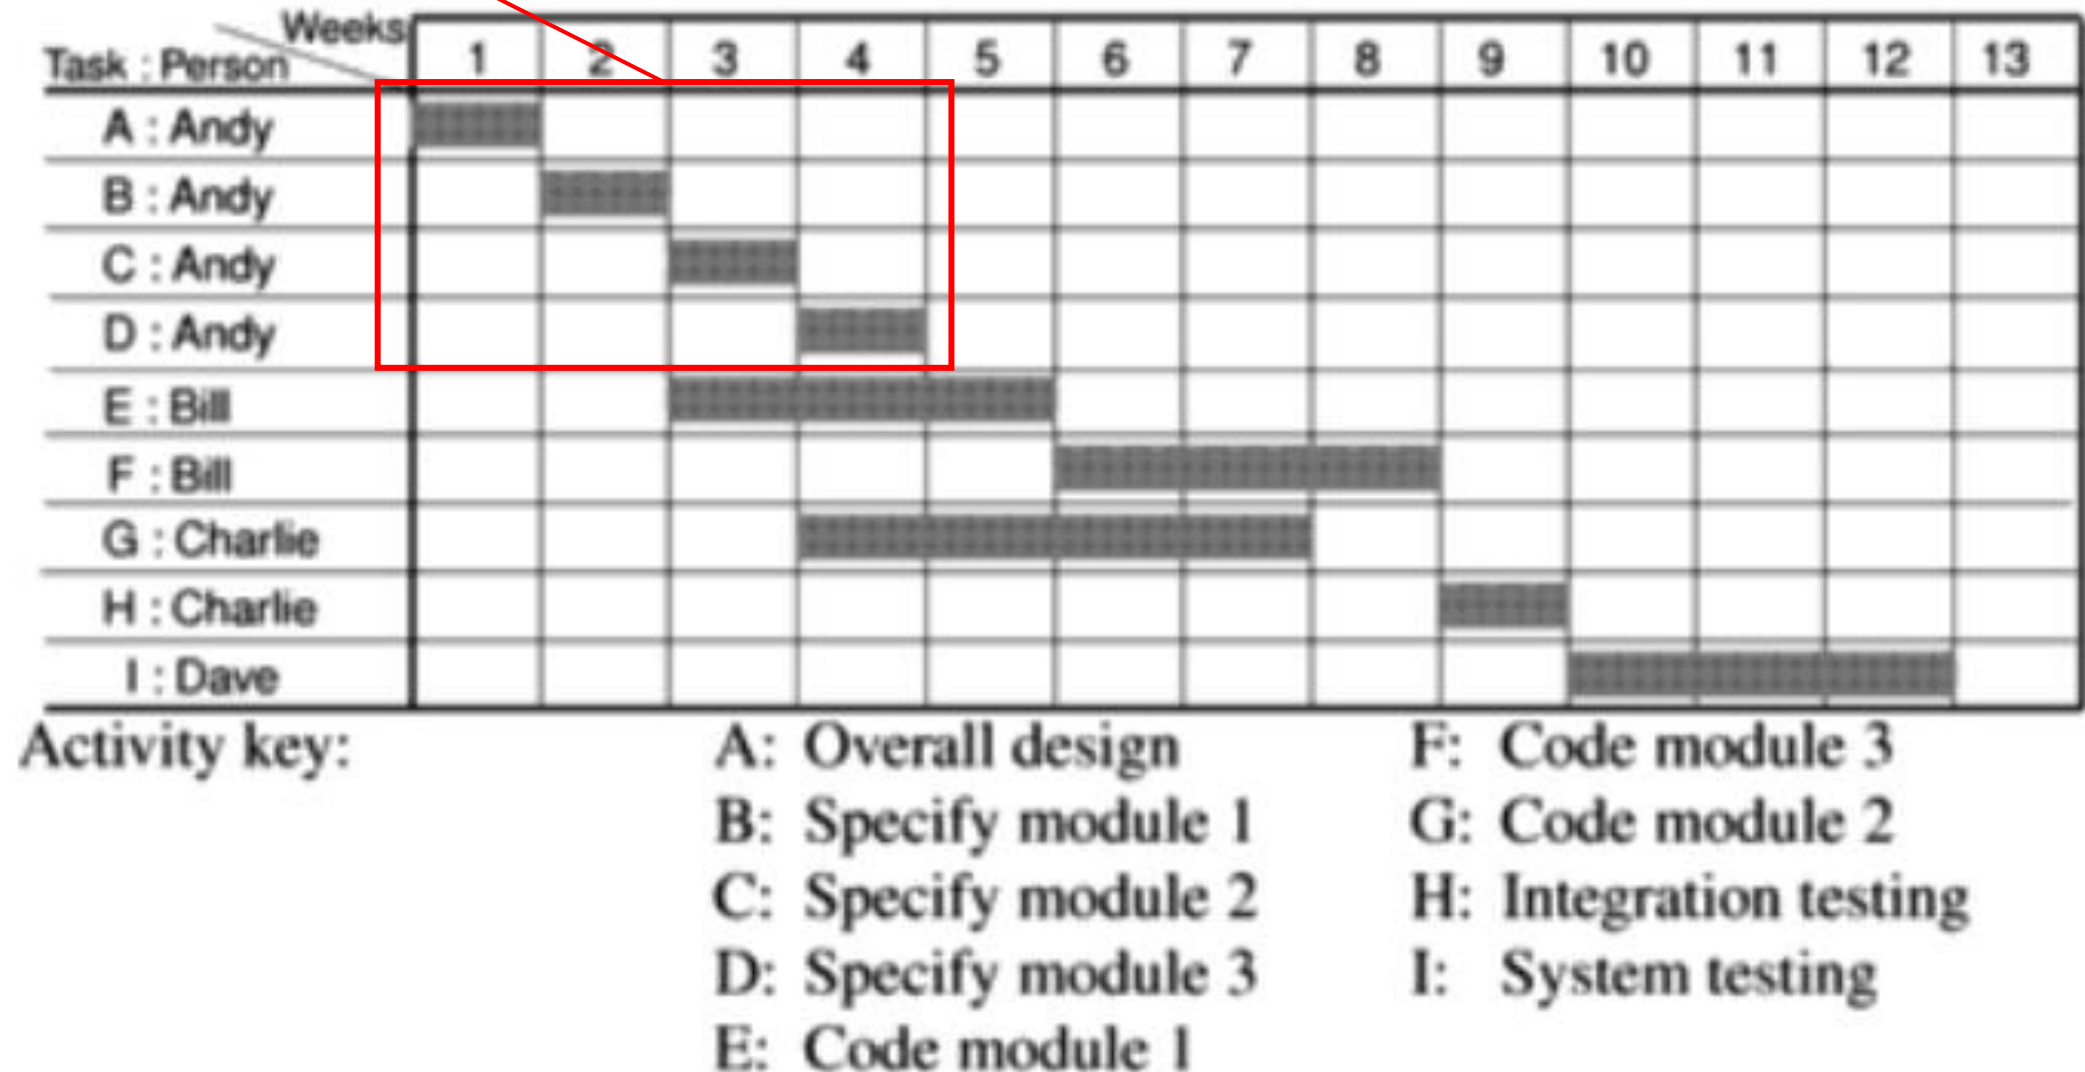 Weeks
Task : Person 1 2 3 4 5 6 7 8 9 10 11 12 13
A : Andy
B : Andy
C : Andy
D : Andy
E : Bill
F : Bill
G : Charlie
H : Charlie
I : Dave
Activity key:
A: Overall design
B: Specify module 1
C: Specify module 2
D: Specify module 3
E: Code module 1
F: Code module 3
G: Code module 2
H: Integration testing
I: System testing